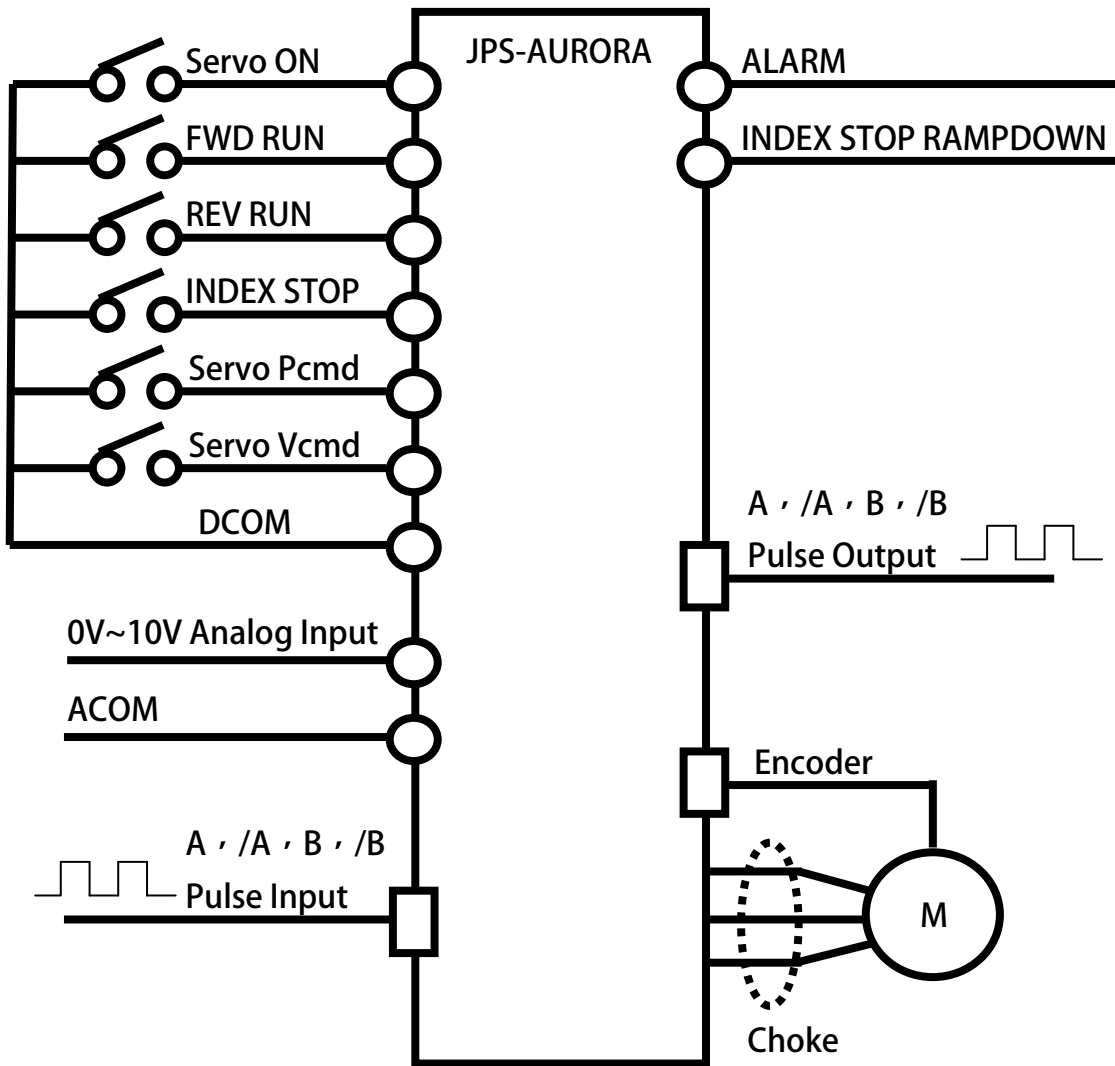 JPS-AURORA
Servo ON
FWD RUN
REV RUN
INDEX STOP
Servo Pcmd
Servo Vcmd
DCOM
0V~10V Analog Input
ACOM
A，/A，B，/B
Pulse Input
ALARM
INDEX STOP RAMPDOWN
A，/A，B，/B
Pulse Output
Encoder
M
Choke